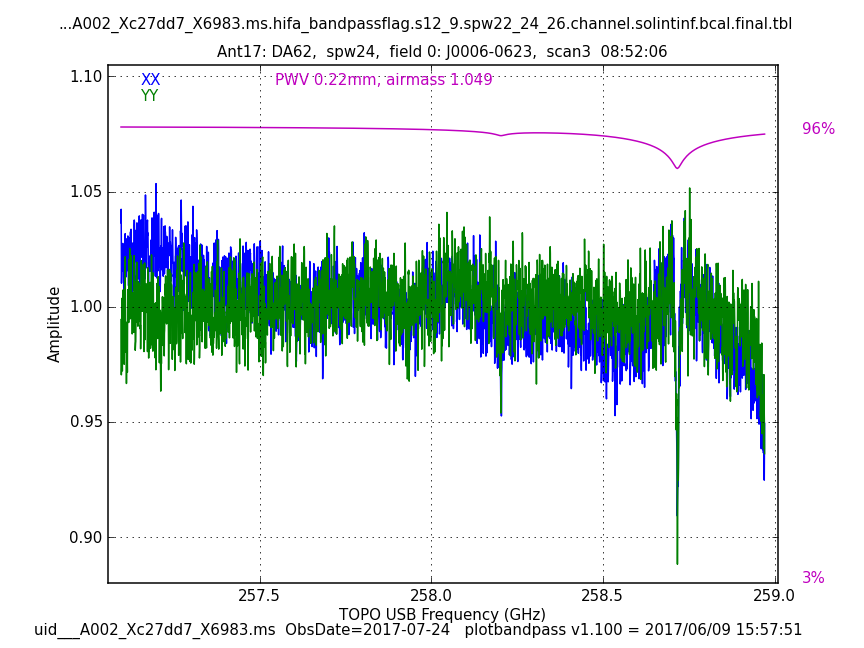 ...A002_Xc27dd7_X6983.ms.hifa_bandpassflag.s12_9.spw22_24_26.channel.solintinf.bcal.final.tbl
Ant17: DA62,  spw24,  field 0: J0006-0623,  scan3  08:52:06
1.10
XX
PWV 0.22mm, airmass 1.049
YY
96%
1.05
1.00
Amplitude
0.95
0.90
3%
257.5
258.0
258.5
259.0
TOPO USB Frequency (GHz)
uid___A002_Xc27dd7_X6983.ms  ObsDate=2017-07-24   plotbandpass v1.100 = 2017/06/09 15:57:51